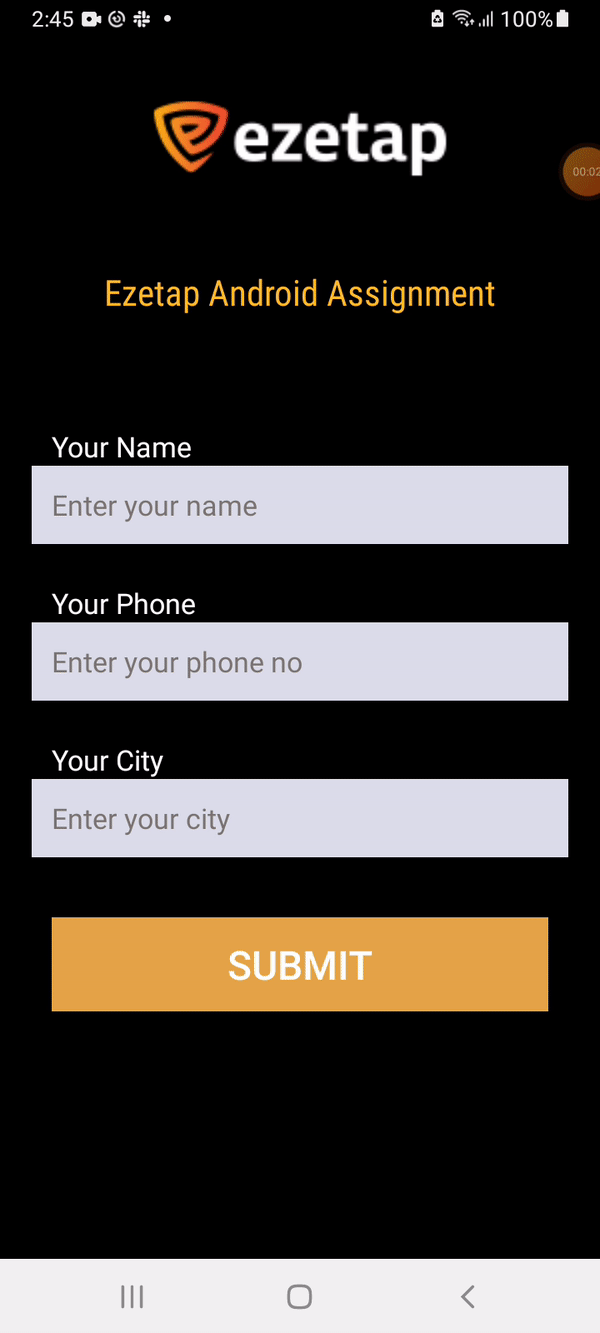 2:45 100%
ezetap
00:02
Ezetap Android Assignment
Your Name
Enter your name
Your Phone
Enter your phone no
Your City
Enter your city
SUBMIT